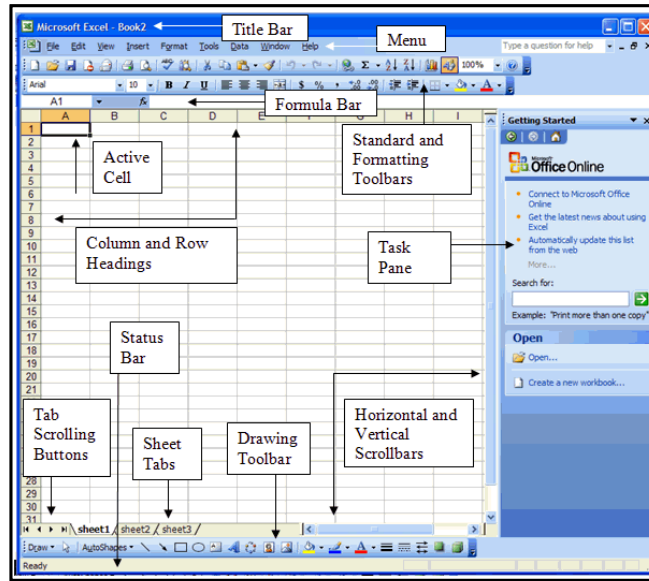 Microsoft Excel - Book2
Title Bar
File Edit View Insert Format Tools Data Window Help
Menu
Type a question for help
100%
Arial 10 B I U $ % ,
A1 fx
Formula Bar
A B C D E F G H I
Getting Started
1
2
3
4
5
6
7
8
9
10
11
12
13
14
15
16
17
18
19
20
21
28
29
30
31
Active
Cell
Standard and
Formatting
Toolbars
Column and Row
Headings
Task
Pane
Status
Bar
Tab
Scrolling
Buttons
Sheet
Tabs
Drawing
Toolbar
Horizontal and
Vertical
Scrollbars
Microsoft
Office Online
Connect to Microsoft Office
Online
Get the latest news about using
Excel
Automatically update this list
from the web
More...
Search for:
Example: "Print more than one copy"
Open
Open...
Create a new workbook...
sheet1 sheet2 sheet3
Draw AutoShapes
Ready